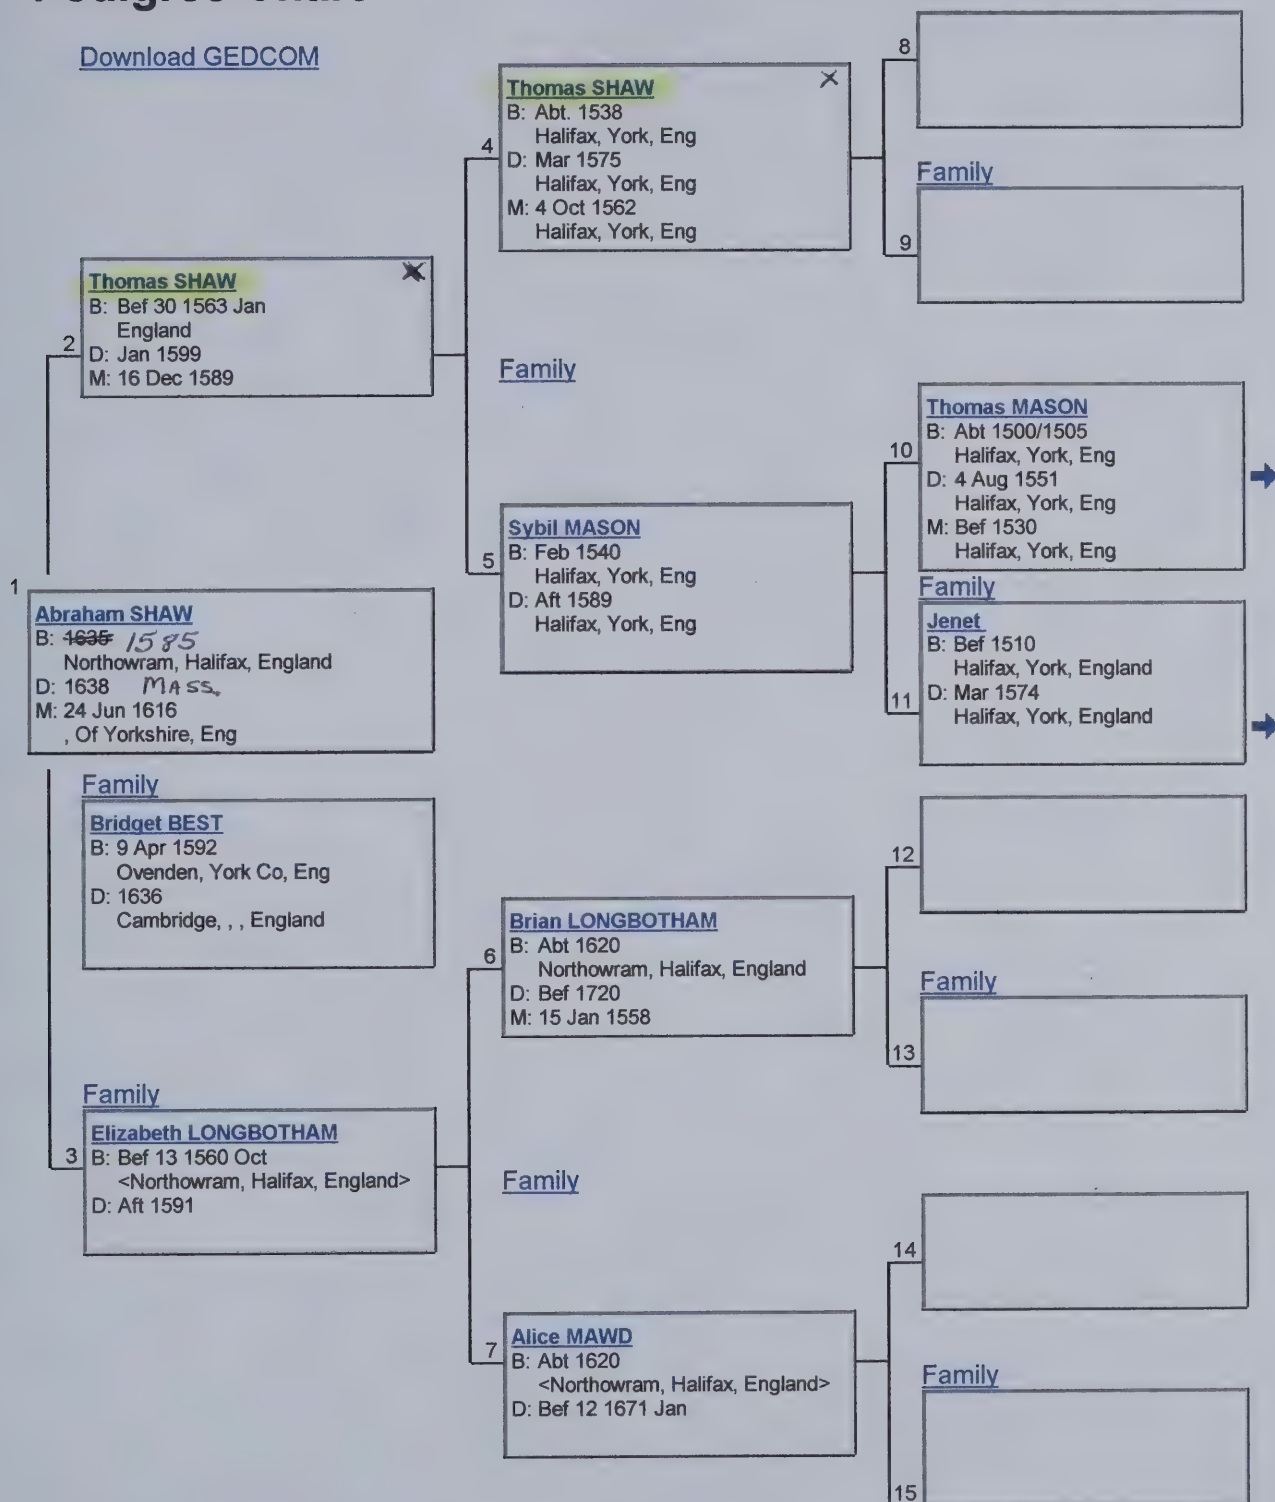 Download GEDCOM
8
Family
9
4
Thomas SHAW
B: Abt. 1538
Halifax, York, Eng
D: Mar 1575
Halifax, York, Eng
M: 4 Oct 1562
Halifax, York, Eng
X
2
Thomas SHAW
B: Bef 30 1563 Jan
England
D: Jan 1599
M: 16 Dec 1589
X
Family
10
Thomas MASON
B: Abt 1500/1505
Halifax, York, Eng
D: 4 Aug 1551
Halifax, York, Eng
M: Bef 1530
Halifax, York, Eng
5
Sybil MASON
B: Feb 1540
Halifax, York, Eng
D: Aft 1589
Halifax, York, Eng
Family
11
Jenet
B: Bef 1510
Halifax, York, England
D: Mar 1574
Halifax, York, England
1
Abraham SHAW
B: 1635 1585
Northowram, Halifax, England
D: 1638 MASS.
M: 24 Jun 1616
, Of Yorkshire, Eng
Family
Bridget BEST
B: 9 Apr 1592
Ovenden, York Co, Eng
D: 1636
Cambridge, , , England
12
6
Brian LONGBOTHAM
B: Abt 1620
Northowram, Halifax, England
D: Bef 1720
M: 15 Jan 1558
Family
13
Family
3
Elizabeth LONGBOTHAM
B: Bef 13 1560 Oct
<Northowram, Halifax, England>
D: Aft 1591
Family
14
7
Alice MAWD
B: Abt 1620
<Northowram, Halifax, England>
D: Bef 12 1671 Jan
Family
15